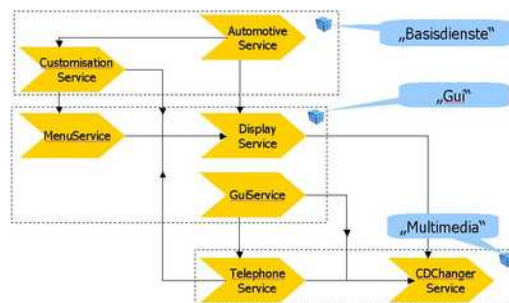 Automotive
Service
„Basisdienste“
Customisation
Service
„Gui“
MenuService
Display
Service
GuiService
„Multimedia“
Telephone
Service
CDChanger
Service